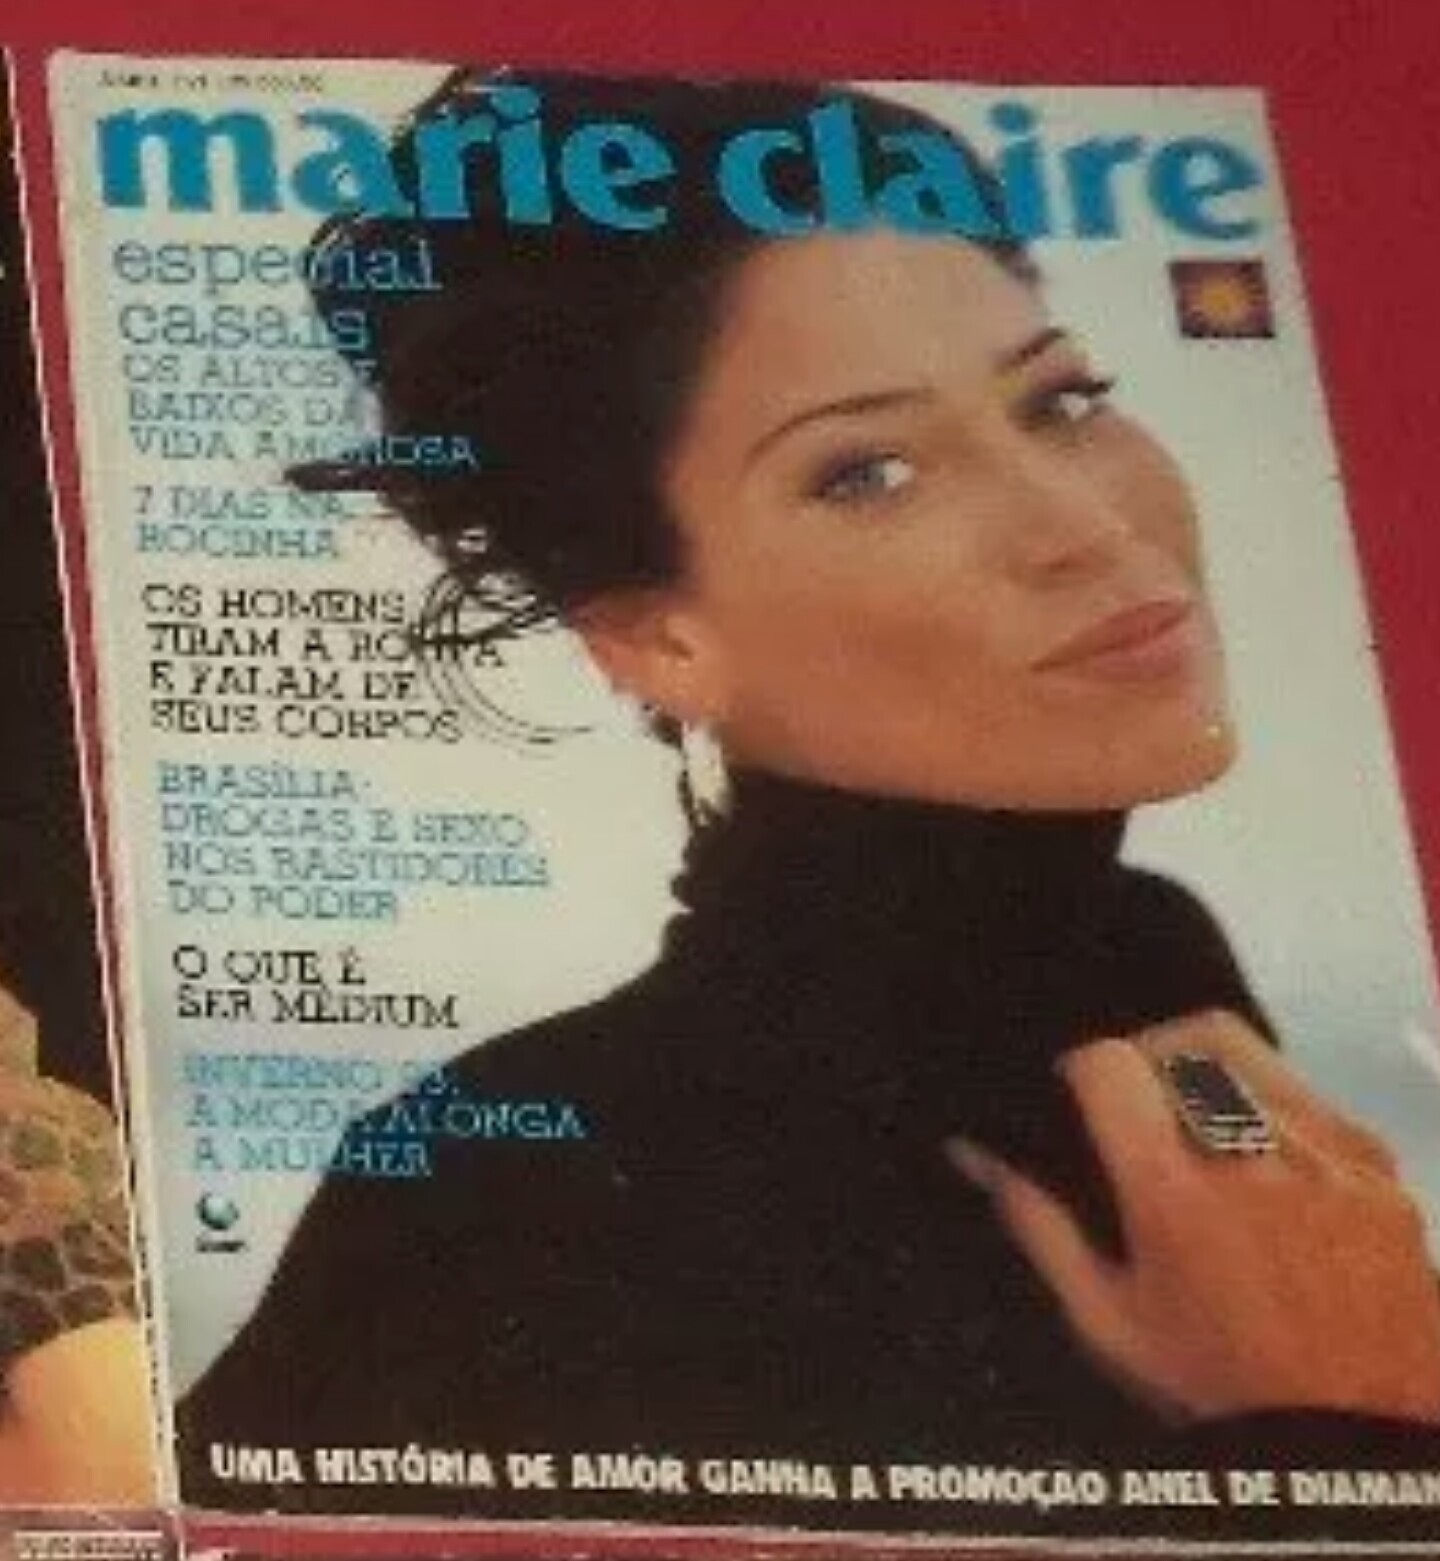 marie claire
especial
casais
OS ALTOS E
BAIXOS DA
VIDA AMOROSA
7 DIAS NA
ROCINHA
OS HOMENS
TIRAM A ROUPA
E FALAM DE
SEUS CORPOS
BRASÍLIA:
DROGAS E SEXO
NOS BASTIDORES
DO PODER
O QUE É
SER MÉDIUM
INVERNO
A MODA ALONGA
A MULHER
UMA HISTÓRIA DE AMOR GANHA A PROMOÇÃO ANEL DE DIAMAN